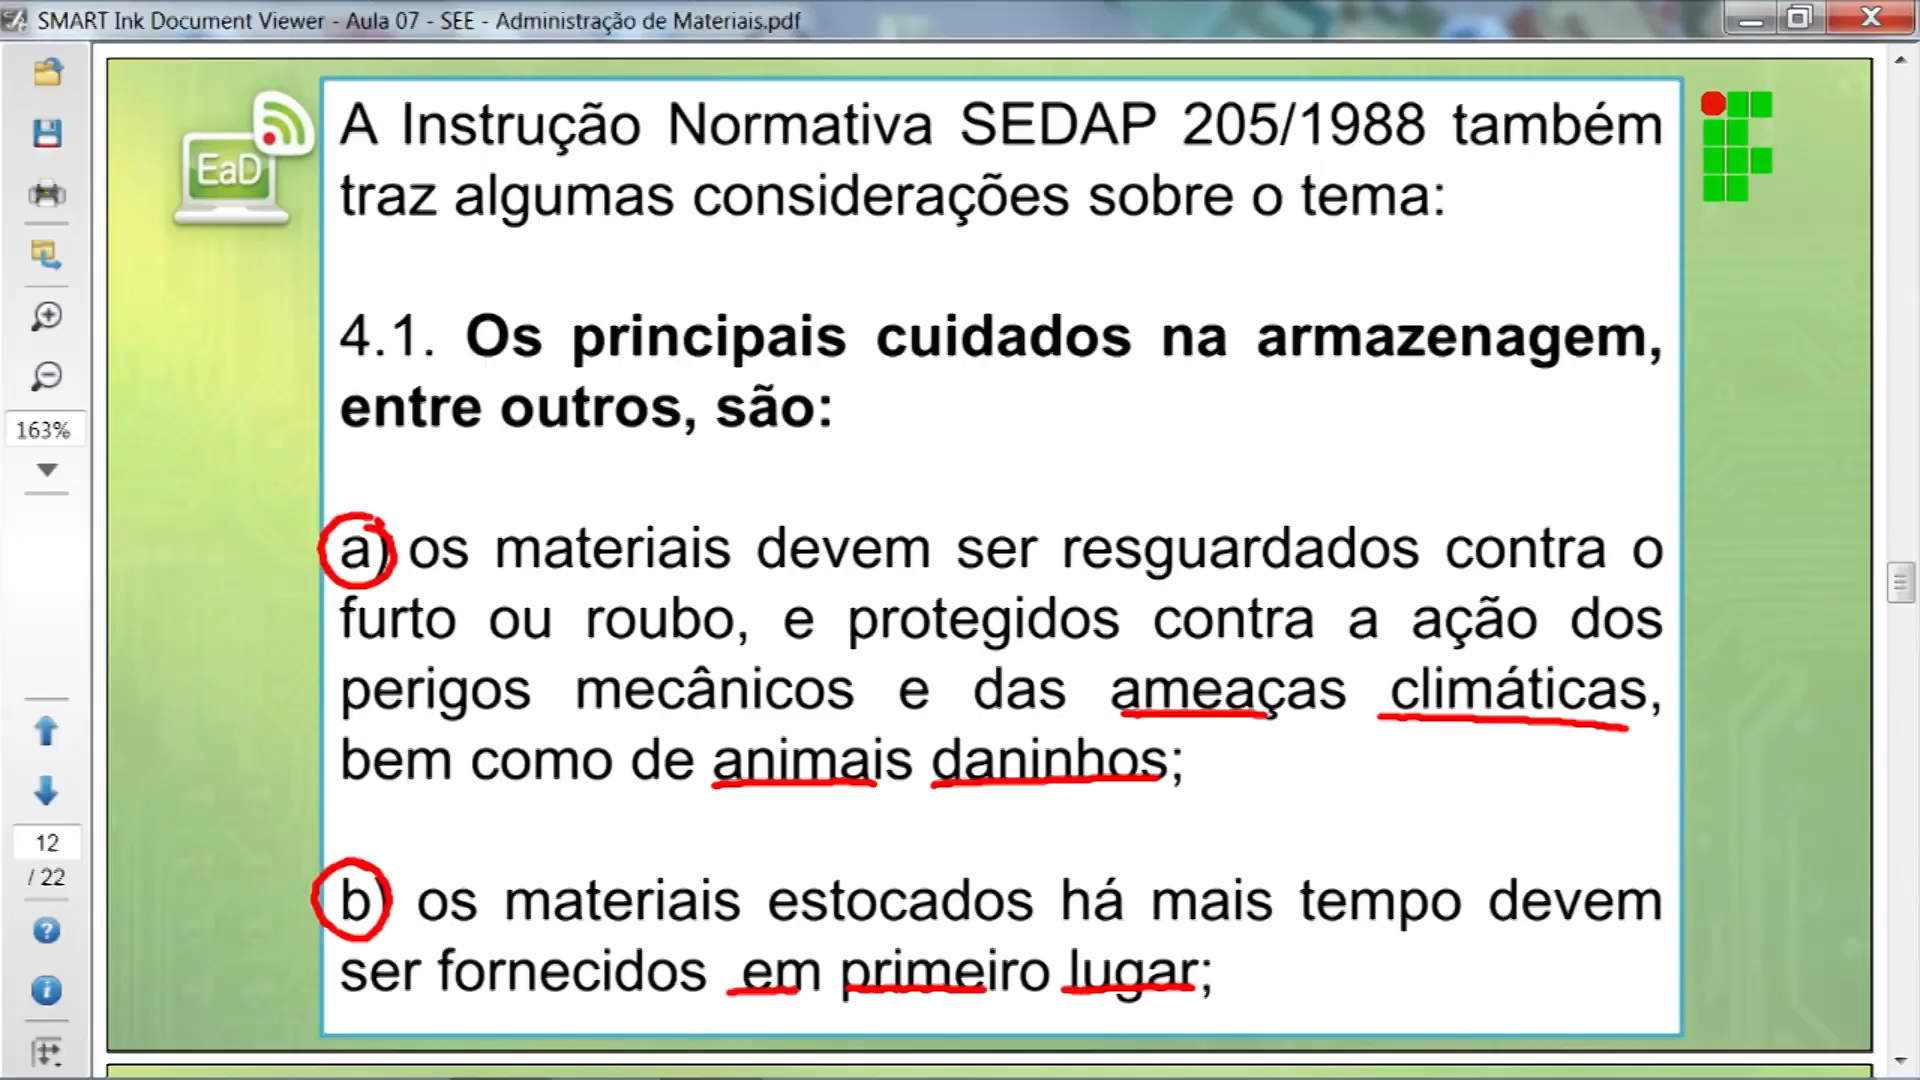 SMART Ink Document Viewer - Aula 07 - SEE - Administração de Materiais.pdf
EaD
A Instrução Normativa SEDAP 205/1988 também
traz algumas considerações sobre o tema:
4.1. Os principais cuidados na armazenagem,
entre outros, são:
a) os materiais devem ser resguardados contra o
furto ou roubo, e protegidos contra a ação dos
perigos mecânicos e das ameaças climáticas,
bem como de animais daninhos;
b) os materiais estocados há mais tempo devem
ser fornecidos em primeiro lugar;
163%
12
/ 22